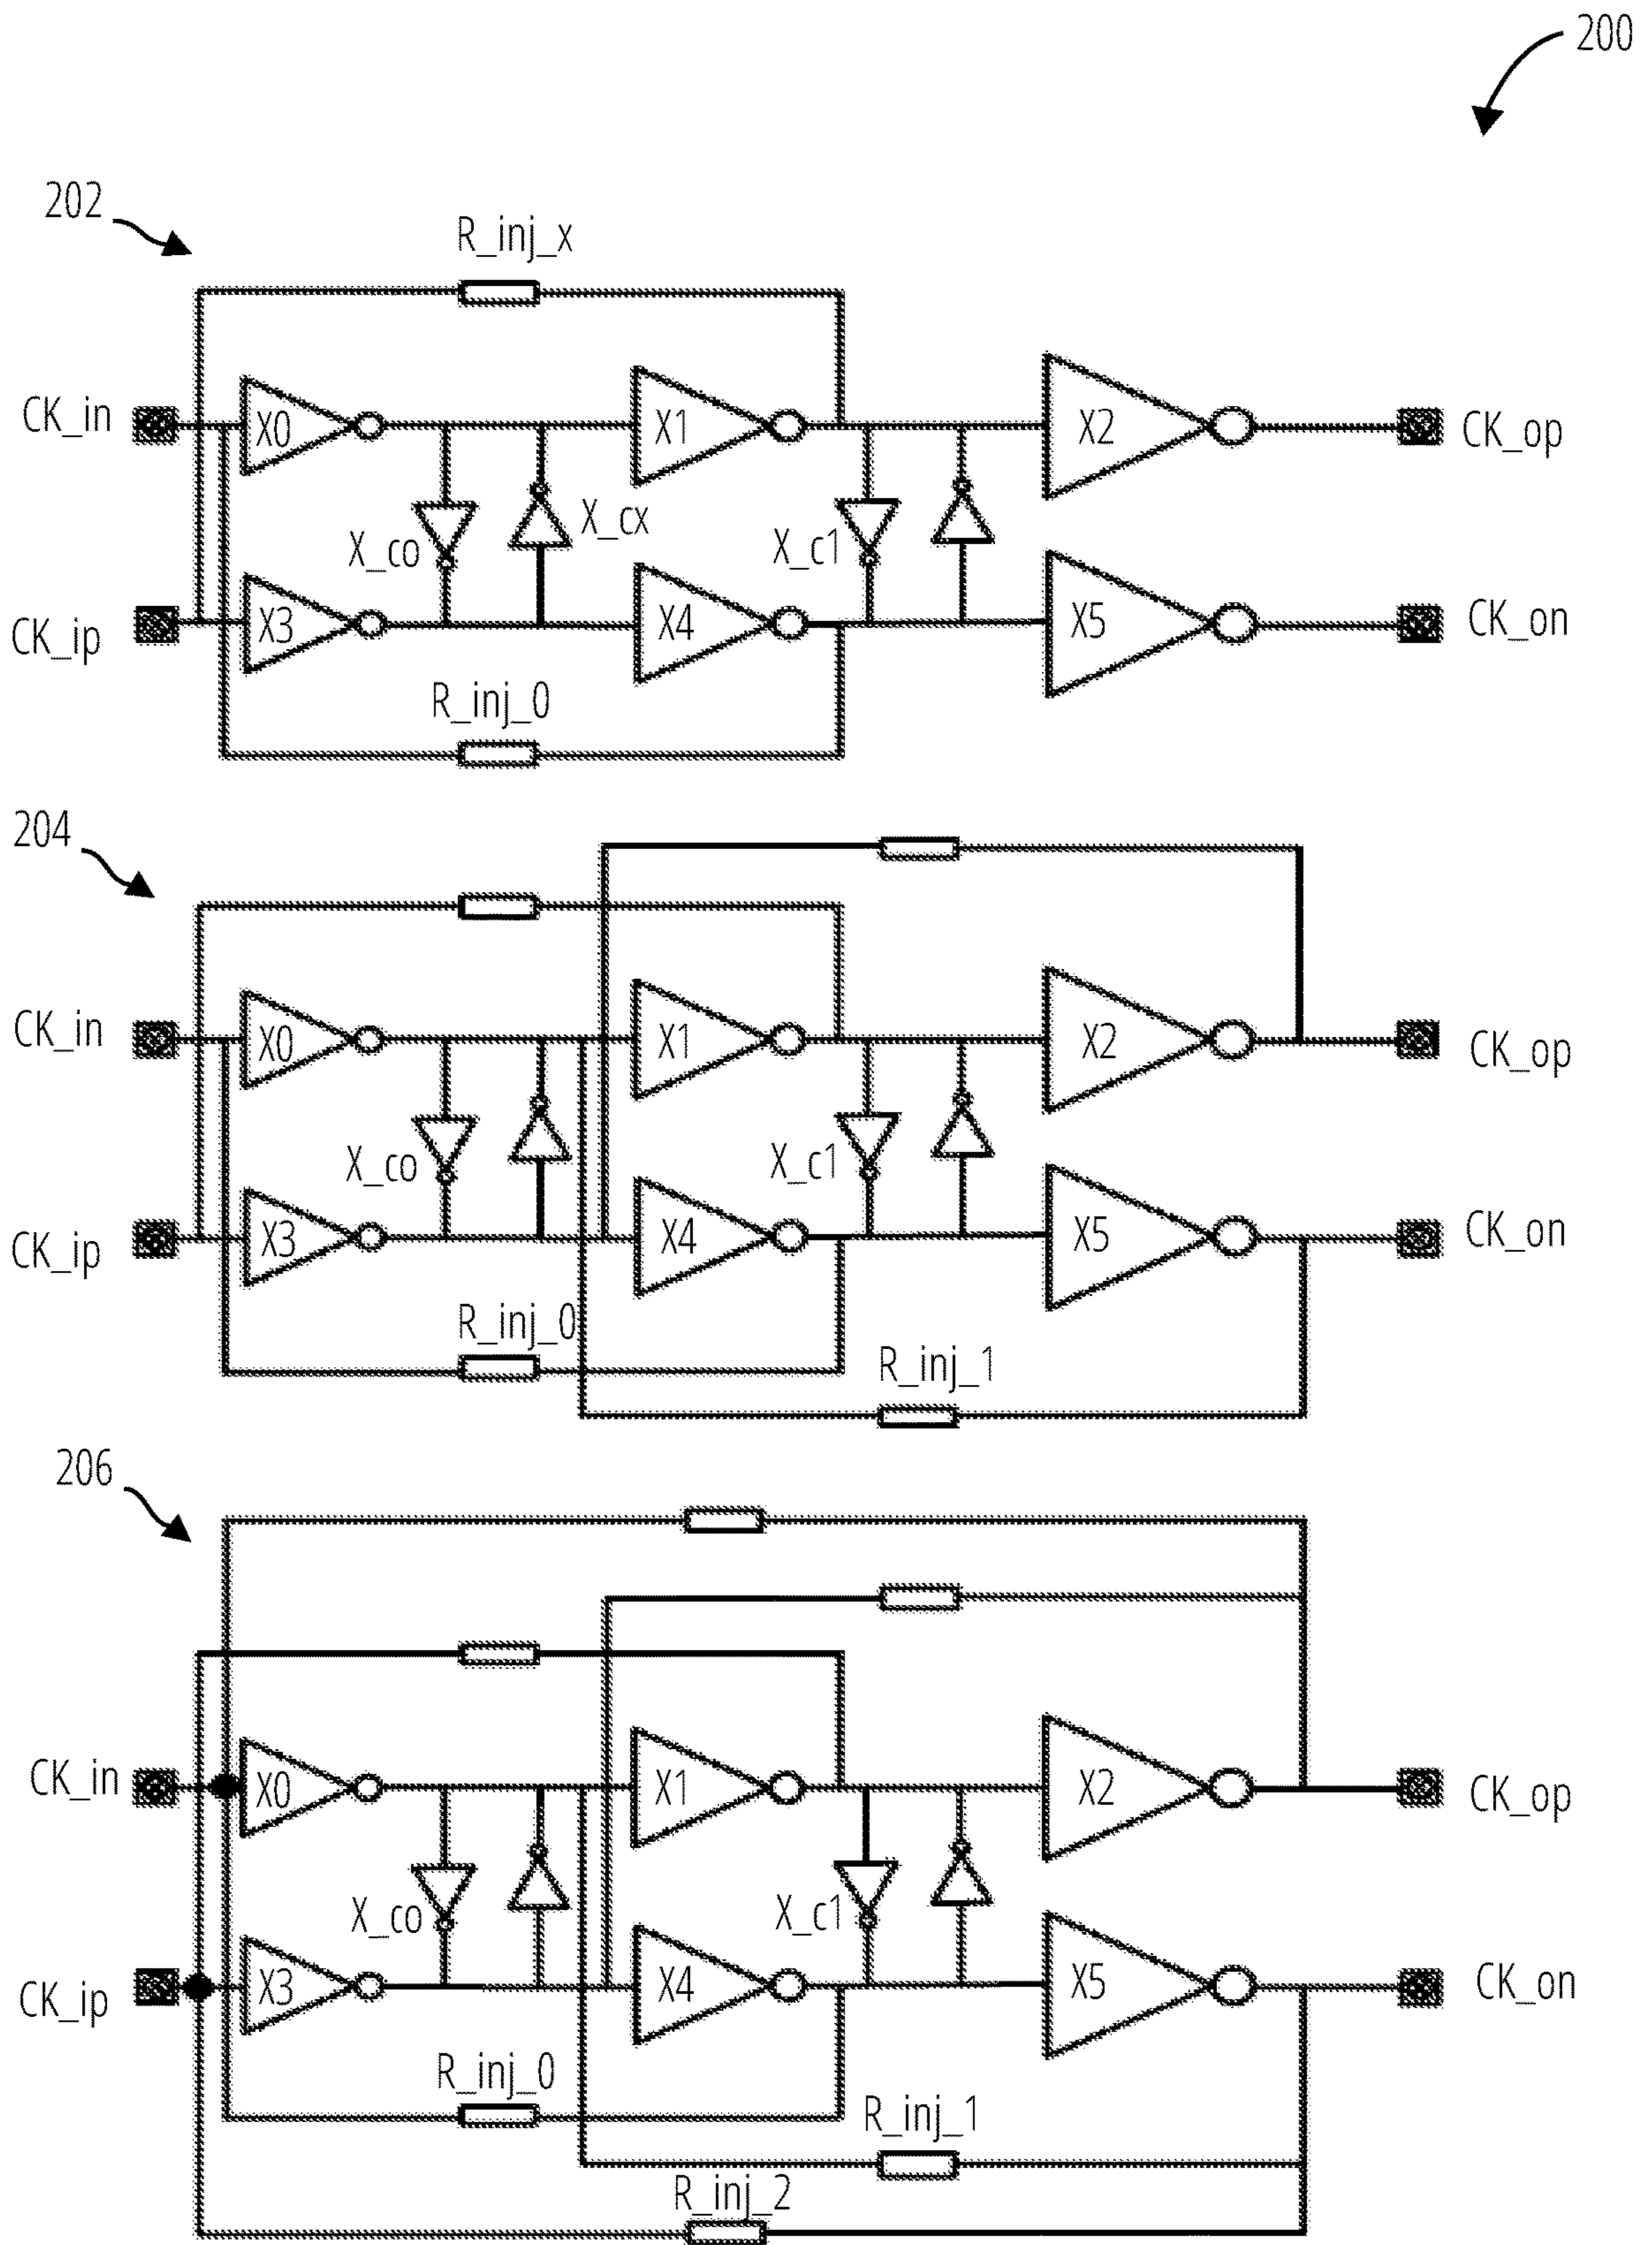 200
202
R_inj_x
CK_in
X0
X1
X2
CK_op
X_co
X_cx
X_c1
CK_ip
X3
X4
X5
CK_on
R_inj_0
204
CK_in
X0
X1
X2
CK_op
X_co
X_c1
CK_ip
X3
X4
X5
CK_on
R_inj_0
R_inj_1
206
CK_in
X0
X1
X2
CK_op
X_co
X_c1
CK_ip
X3
X4
X5
CK_on
R_inj_0
R_inj_1
R_inj_2